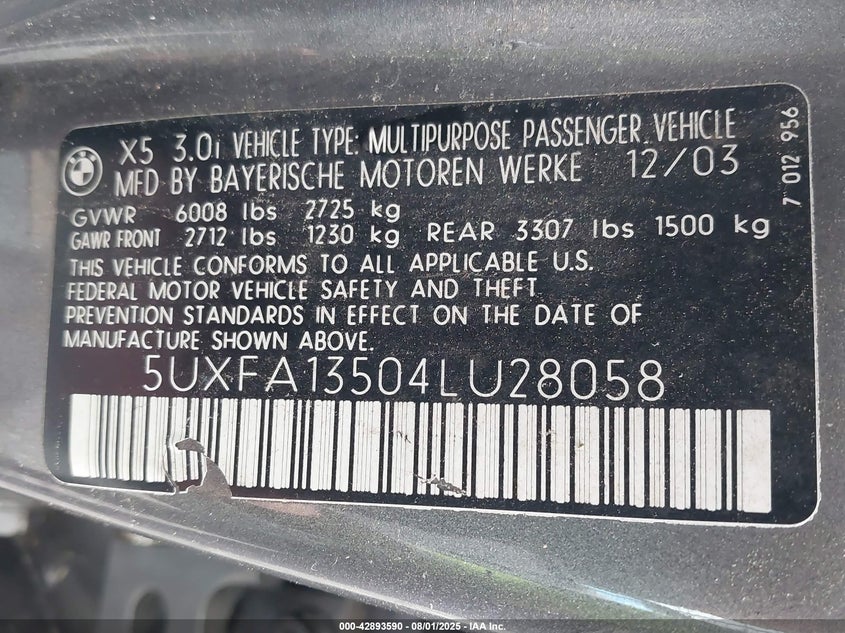 X5 3.0i VEHICLE TYPE: MULTIPURPOSE PASSENGER VEHICLE
MFD BY BAYERISCHE MOTOREN WERKE 12/03
GVWR 6008 lbs 2725 kg
GAWR FRONT 2712 lbs 1230 kg REAR 3307 lbs 1500 kg
THIS VEHICLE CONFORMS TO ALL APPLICABLE U.S.
FEDERAL MOTOR VEHICLE SAFETY AND THEFT
PREVENTION STANDARDS IN EFFECT ON THE DATE OF
MANUFACTURE SHOWN ABOVE.
5UXFA13504LU28058
7 012 956
000-42893590 - 08/01/2025 - IAA Inc.